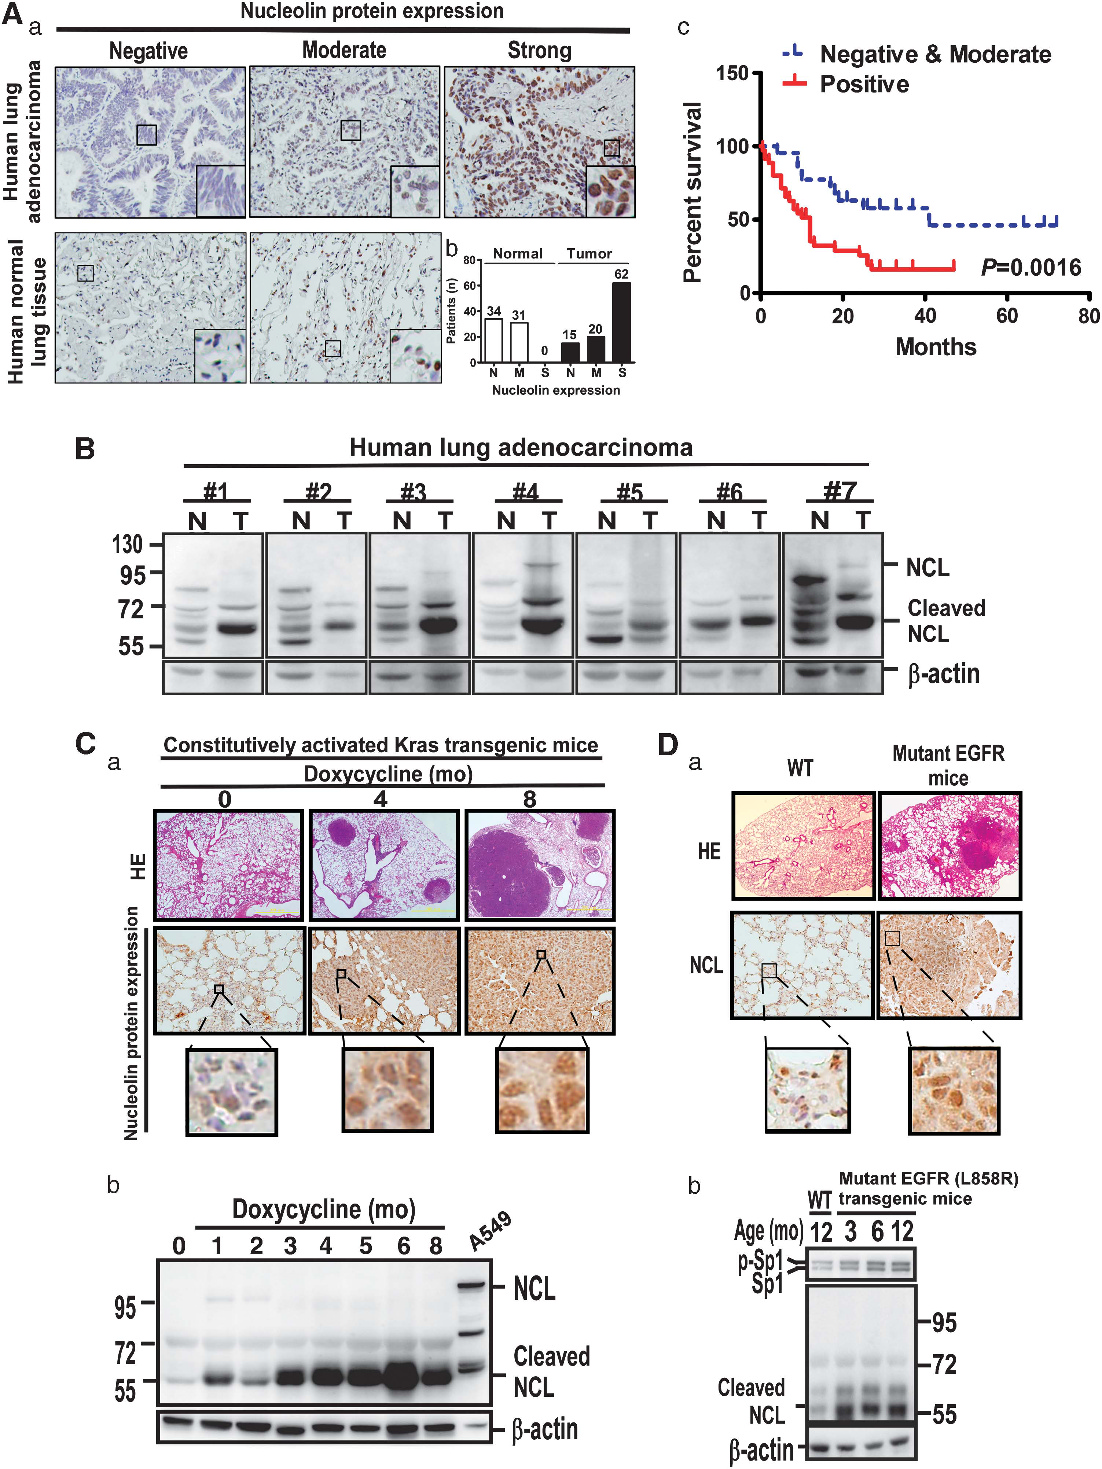 A
a
Nucleolin protein expression
Negative Moderate Strong
Human lung
adenocarcinoma
Human normal
lung tissue
b
Normal Tumor
Patients (n)
80
60
40
20
0
34 31 0 15 20 62
N M S N M S
Nucleolin expression
c
Negative & Moderate
Positive
Percent survival
150
100
50
0
P=0.0016
0 20 40 60 80
Months
B
Human lung adenocarcinoma
#1 #2 #3 #4 #5 #6 #7
N T N T N T N T N T N T N T
130
95
72
55
NCL
Cleaved
NCL
β-actin
C
a
Constitutively activated Kras transgenic mice
Doxycycline (mo)
0 4 8
HE
Nucleolin protein expression
b
Doxycycline (mo)
0 1 2 3 4 5 6 8 A549
95
72
55
NCL
Cleaved
NCL
β-actin
D
a
WT
Mutant EGFR
mice
HE
NCL
b
Mutant EGFR (L858R)
WT transgenic mice
Age (mo) 12 3 6 12
p-Sp1
Sp1
95
72
55
Cleaved
NCL
β-actin